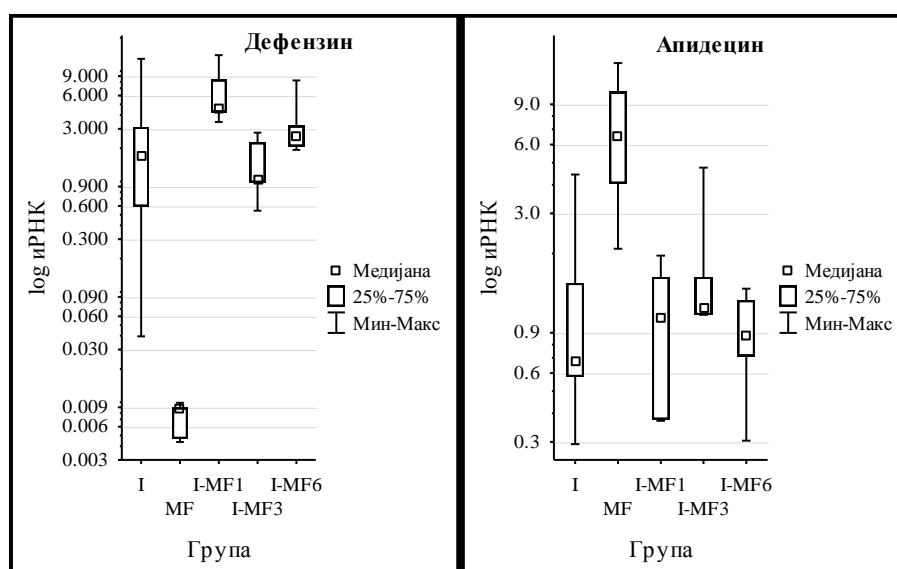 Дефензин
log иРНК
9.000
6.000
3.000
0.900
0.600
0.300
0.090
0.060
0.030
0.009
0.006
0.003
I
MF
I-MF1
I-MF3
I-MF6
Група
Медијана
25%-75%
Мин-Макс
Апидецин
log иРНК
9.0
6.0
3.0
0.9
0.6
0.3
I
MF
I-MF1
I-MF3
I-MF6
Група
Медијана
25%-75%
Мин-Макс